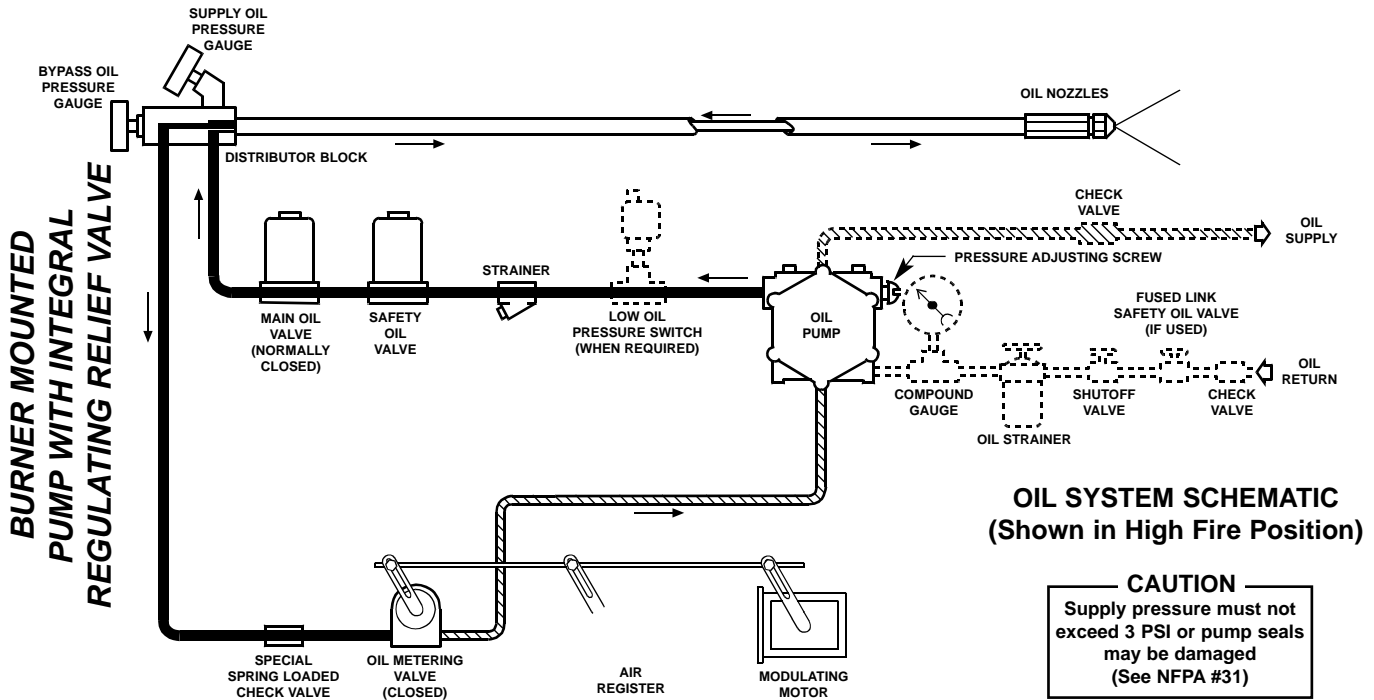 SUPPLY OIL
PRESSURE
GAUGE
BYPASS OIL
PRESSURE
GAUGE
OIL NOZZLES
DISTRIBUTOR BLOCK
BURNER MOUNTED
PUMP WITH INTEGRAL
REGULATING RELIEF VALVE
CHECK
VALVE
OIL
SUPPLY
PRESSURE ADJUSTING SCREW
STRAINER
MAIN OIL
VALVE
(NORMALLY
CLOSED)
SAFETY
OIL
VALVE
LOW OIL
PRESSURE SWITCH
(WHEN REQUIRED)
OIL
PUMP
FUSED LINK
SAFETY OIL VALVE
(IF USED)
OIL
RETURN
COMPOUND
GAUGE
OIL STRAINER
SHUTOFF
VALVE
CHECK
VALVE
OIL SYSTEM SCHEMATIC
(Shown in High Fire Position)
CAUTION
Supply pressure must not
exceed 3 PSI or pump seals
may be damaged
(See NFPA #31)
SPECIAL
SPRING LOADED
CHECK VALVE
OIL METERING
VALVE
(CLOSED)
AIR
REGISTER
MODULATING
MOTOR